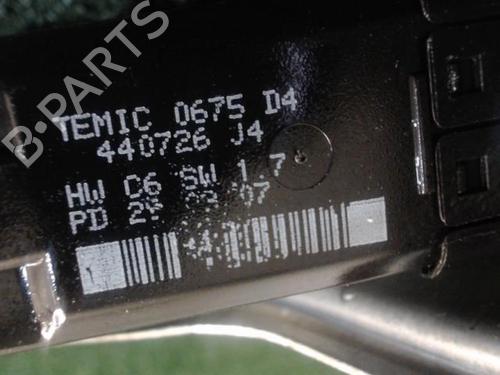 TEMIC 0675 D4
440726 J4
HW C6 SW 1.7
PD 07
B-PARTS